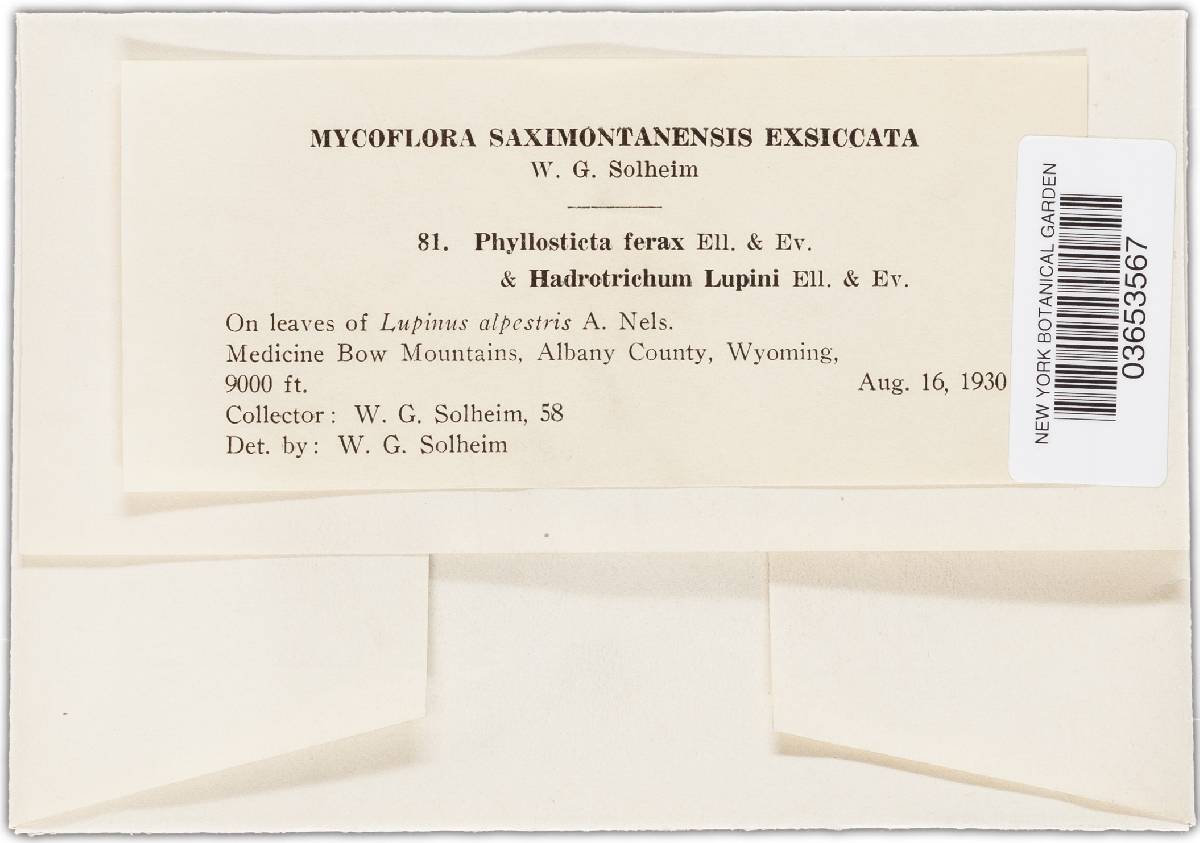 MYCOFLORA SAXIMONTANENSIS EXSICCATA
W. G. Solheim
81. Phyllosticta ferax Ell. & Ev.
& Hadrotrichum Lupini Ell. & Ev.
On leaves of Lupinus alpestris A. Nels.
Medicine Bow Mountains, Albany County, Wyoming,
9000 ft. Aug. 16, 1930
Collector: W. G. Solheim, 58
Det. by: W. G. Solheim
NEW YORK BOTANICAL GARDEN
03653567